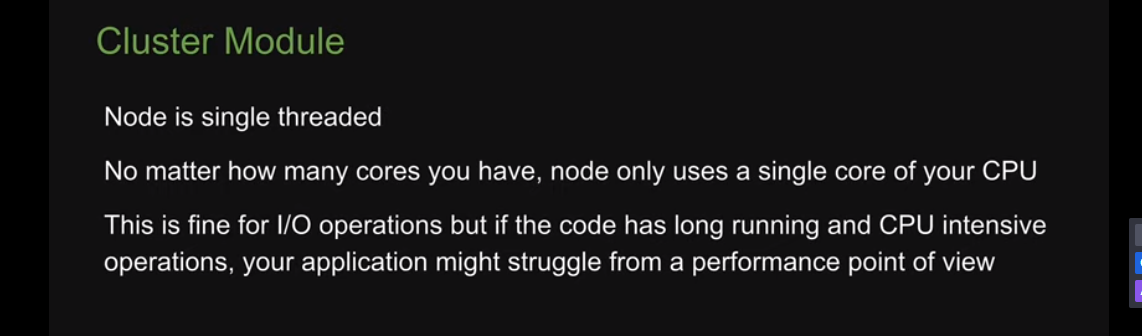 Cluster Module
Node is single threaded
No matter how many cores you have, node only uses a single core of your CPU
This is fine for I/O operations but if the code has long running and CPU intensive
operations, your application might struggle from a performance point of view